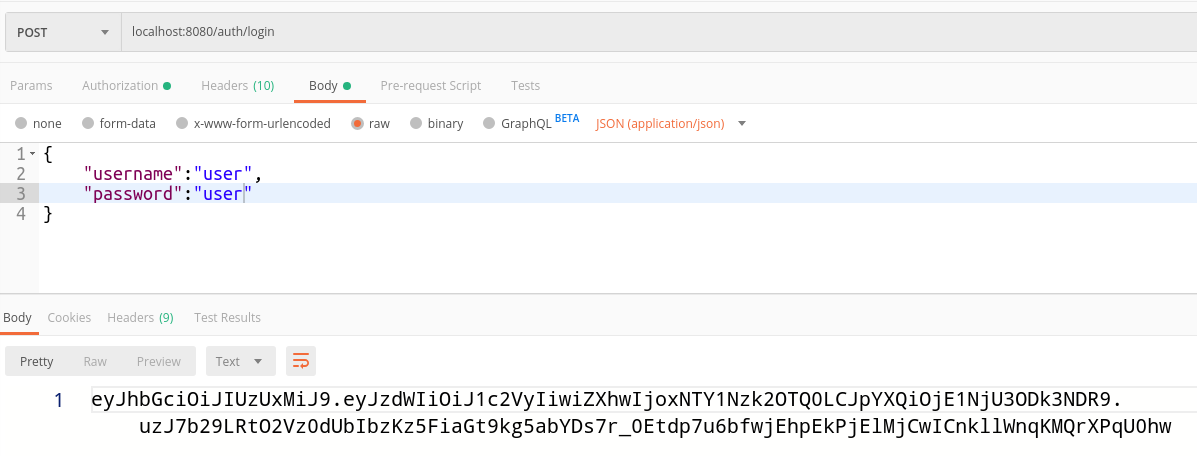 POST localhost:8080/auth/login
Params Authorization Headers (10) Body Pre-request Script Tests
none form-data x-www-form-urlencoded raw binary GraphQL BETA JSON (application/json)
1 {
2 "username":"user",
3 "password":"user"
4 }
Body Cookies Headers (9) Test Results
Pretty Raw Preview Text
1 eyJhbGciOiJIUzUxMiJ9.eyJzdWIiOiJ1c2VyIiwiZXhwIjoxNTY1Nzk2OTQ0LCJpYXQiOjE1NjU3ODk3NDR9.
uzJ7b29LRtO2VzOdUbIbzKz5FiaGt9kg5abYDs7r_OEtdp7u6bfwjEhpEkPjElMjCwICnkllWnqKMQrXPqU0hw